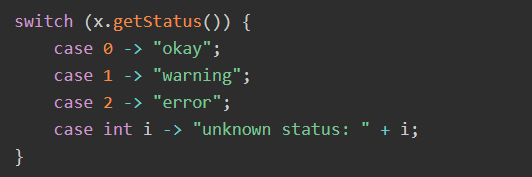 switch (x.getStatus()) {
    case 0 -> "okay";
    case 1 -> "warning";
    case 2 -> "error";
    case int i -> "unknown status: " + i;
}